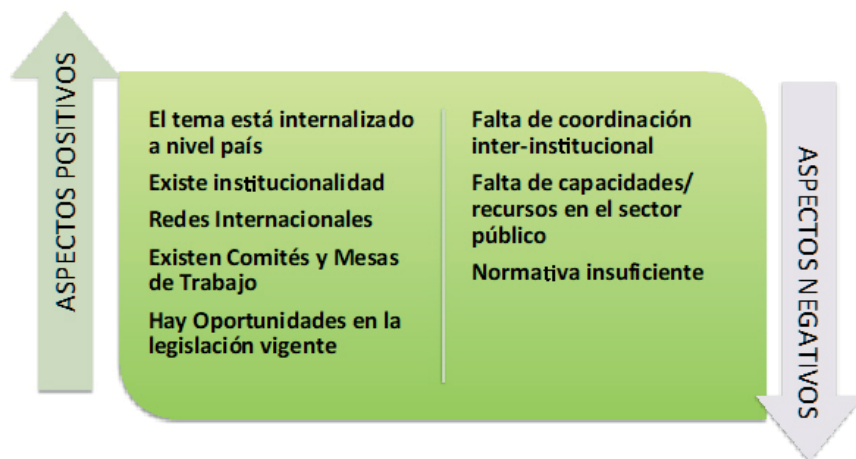 ASPECTOS POSITIVOS
El tema está internalizado
a nivel país
Existe institucionalidad
Redes Internacionales
Existen Comités y Mesas
de Trabajo
Hay Oportunidades en la
legislación vigente
Falta de coordinación
inter-institucional
Falta de capacidades/
recursos en el sector
público
Normativa insuficiente
ASPECTOS NEGATIVOS